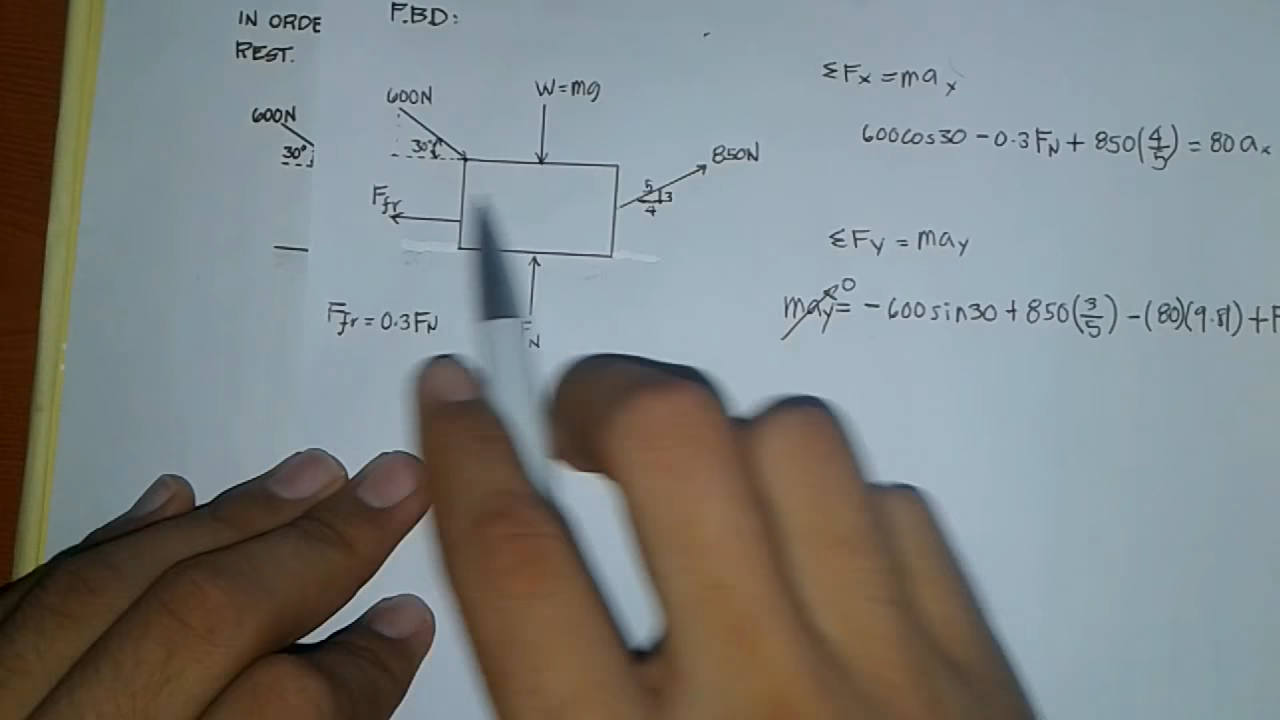 IN ORDE
REST.
600N
30°
F.BD:
600N
30°
W=mg
850N
5
3
4
Ffr
Ffr = 0.3FN
FN
ΣFx = max
600cos30 - 0.3FN + 850(4/5) = 80ax
ΣFy = may
may = 0 - 600sin30 + 850(3/5) - (80)(9.81) + F